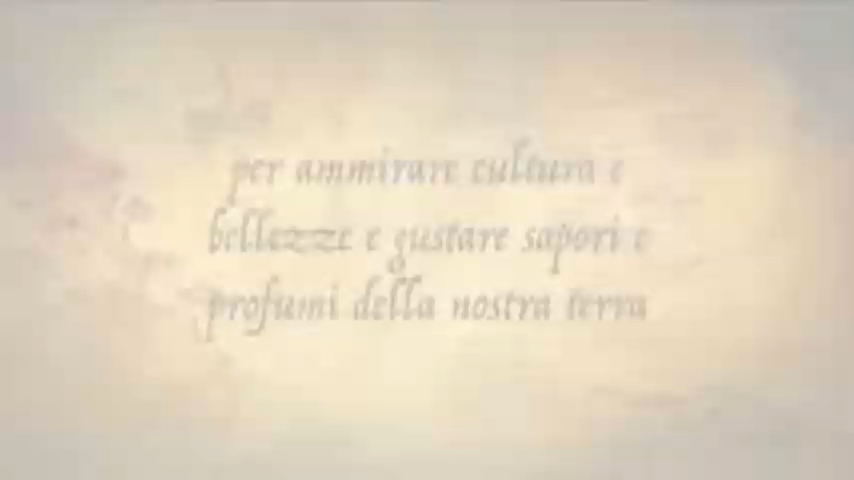 per ammirare cultura e
bellezze e gustare sapori e
profumi della nostra terra